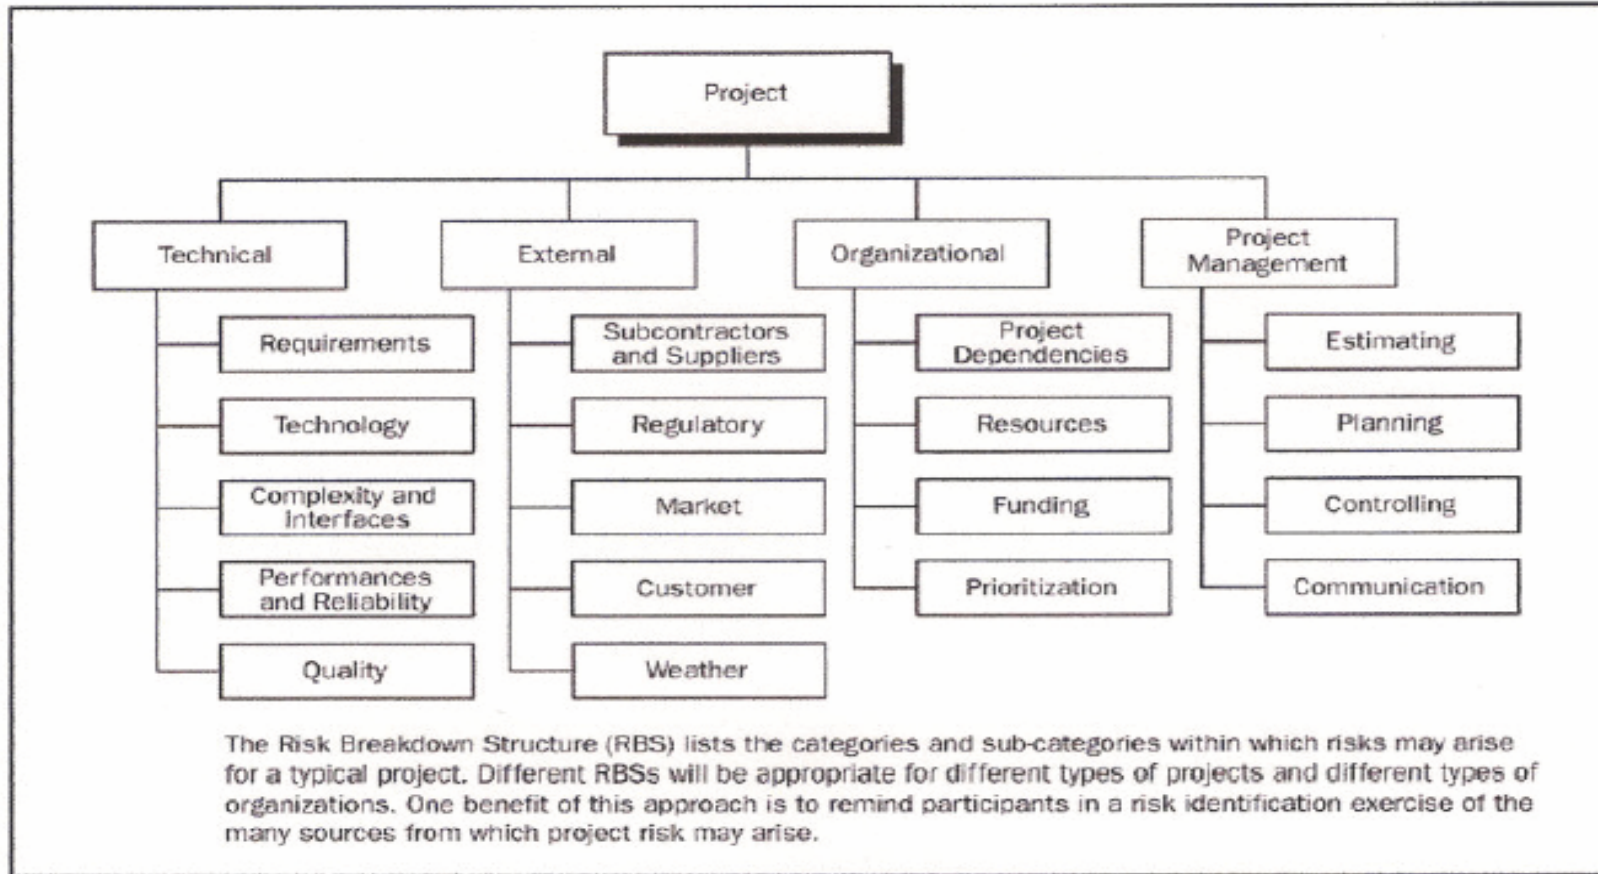 Project
Technical
External
Organizational
Project
Management
Requirements
Technology
Complexity and
Interfaces
Performances
and Reliability
Quality
Subcontractors
and Suppliers
Regulatory
Market
Customer
Weather
Project
Dependencies
Resources
Funding
Prioritization
Estimating
Planning
Controlling
Communication
The Risk Breakdown Structure (RBS) lists the categories and sub-categories within which risks may arise
for a typical project. Different RBSs will be appropriate for different types of projects and different types of
organizations. One benefit of this approach is to remind participants in a risk identification exercise of the
many sources from which project risk may arise.